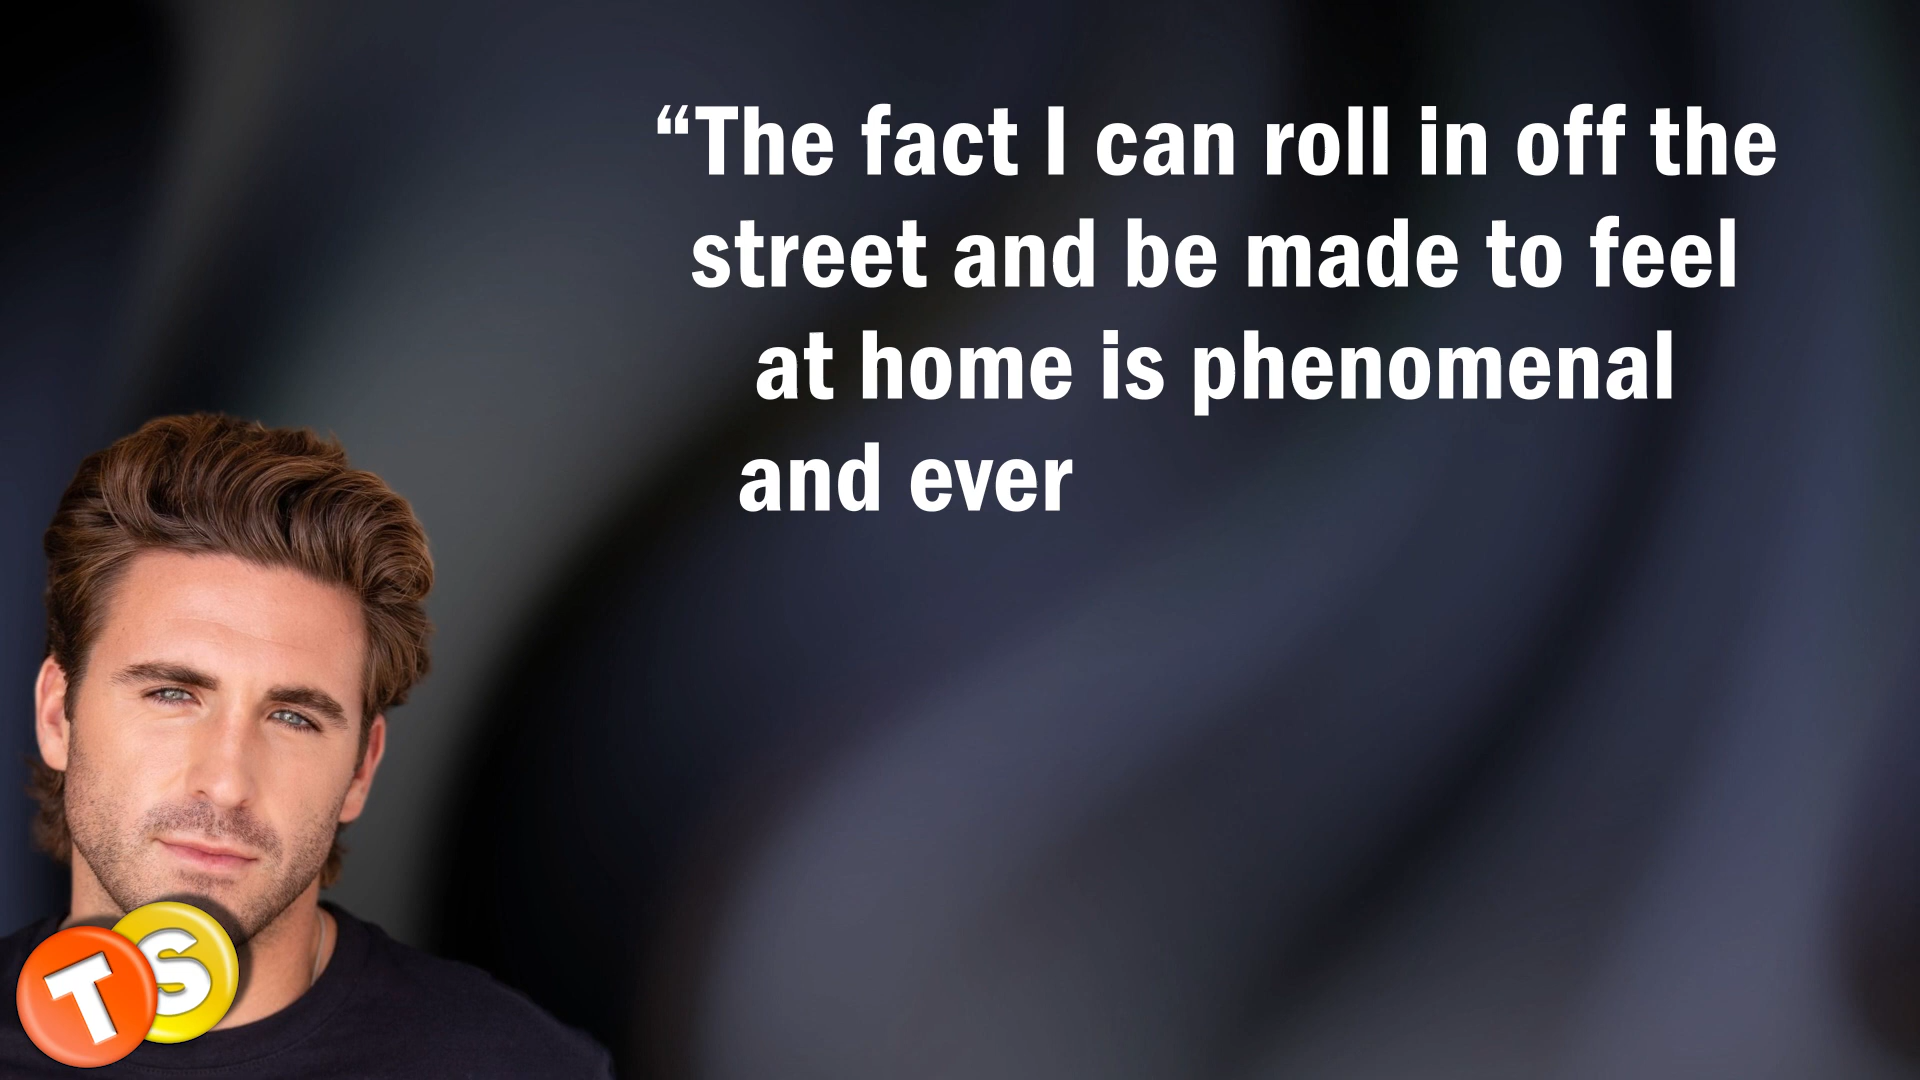 “The fact I can roll in off the
street and be made to feel
at home is phenomenal
and ever
TS